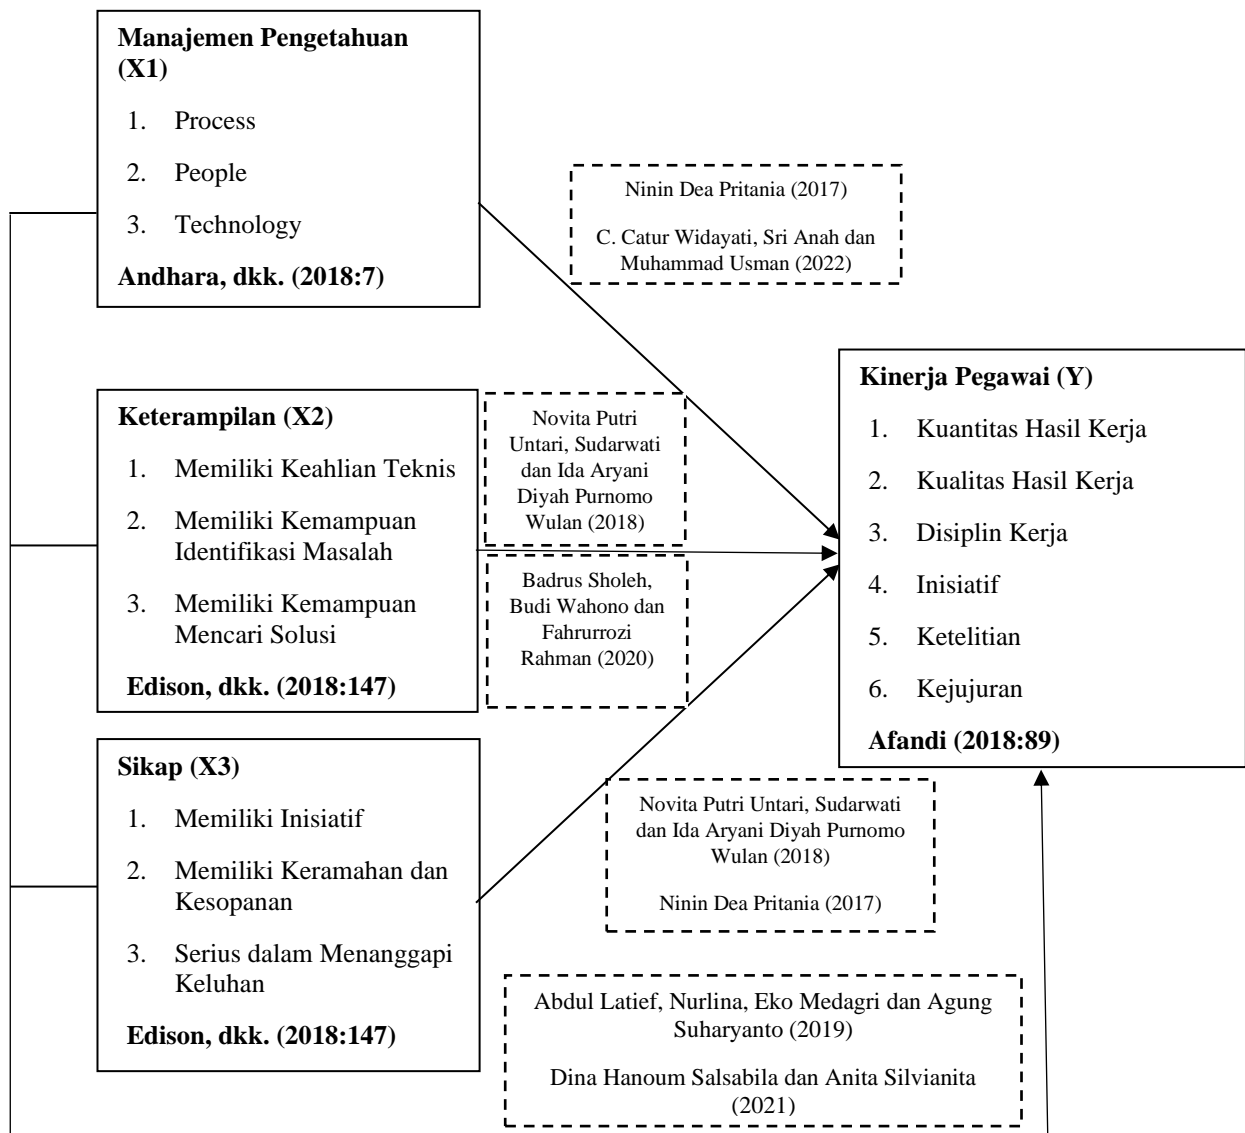 Manajemen Pengetahuan
(X1)
1. Process
2. People
3. Technology
Andhara, dkk. (2018:7)
Ninin Dea Pritania (2017)
C. Catur Widayati, Sri Anah dan
Muhammad Usman (2022)
Keterampilan (X2)
1. Memiliki Keahlian Teknis
2. Memiliki Kemampuan
Identifikasi Masalah
3. Memiliki Kemampuan
Mencari Solusi
Edison, dkk. (2018:147)
Novita Putri
Untari, Sudarwati
dan Ida Aryani
Diyah Purnomo
Wulan (2018)
Badrus Sholeh,
Budi Wahono dan
Fahrurrozi
Rahman (2020)
Kinerja Pegawai (Y)
1. Kuantitas Hasil Kerja
2. Kualitas Hasil Kerja
3. Disiplin Kerja
4. Inisiatif
5. Ketelitian
6. Kejujuran
Afandi (2018:89)
Sikap (X3)
1. Memiliki Inisiatif
2. Memiliki Keramahan dan
Kesopanan
3. Serius dalam Menanggapi
Keluhan
Edison, dkk. (2018:147)
Novita Putri Untari, Sudarwati
dan Ida Aryani Diyah Purnomo
Wulan (2018)
Ninin Dea Pritania (2017)
Abdul Latief, Nurlina, Eko Medagri dan Agung
Suharyanto (2019)
Dina Hanoum Salsabila dan Anita Silvianita
(2021)